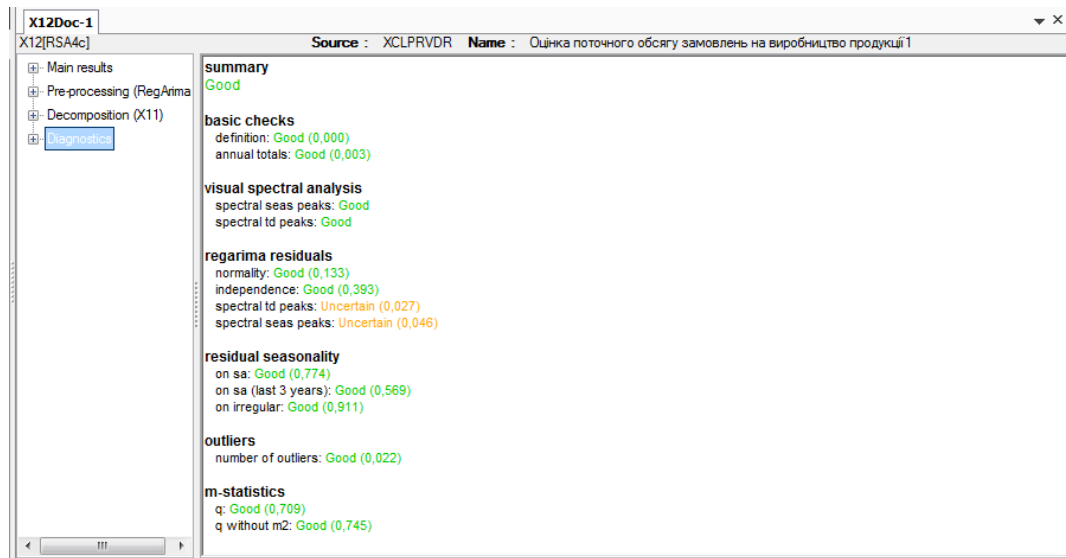 X12Doc-1
X12[RSA4c]
Source : XCLPRVDR Name : Оцінка поточного обсягу замовлень на виробництво продукції1
Main results
Pre-processing (RegArima
Decomposition (X11)
Diagnostics
summary
Good
basic checks
definition: Good (0,000)
annual totals: Good (0,003)
visual spectral analysis
spectral seas peaks: Good
spectral td peaks: Good
regarima residuals
normality: Good (0,133)
independence: Good (0,393)
spectral td peaks: Uncertain (0,027)
spectral seas peaks: Uncertain (0,046)
residual seasonality
on sa: Good (0,774)
on sa (last 3 years): Good (0,569)
on irregular: Good (0,911)
outliers
number of outliers: Good (0,022)
m-statistics
q: Good (0,709)
q without m2: Good (0,745)